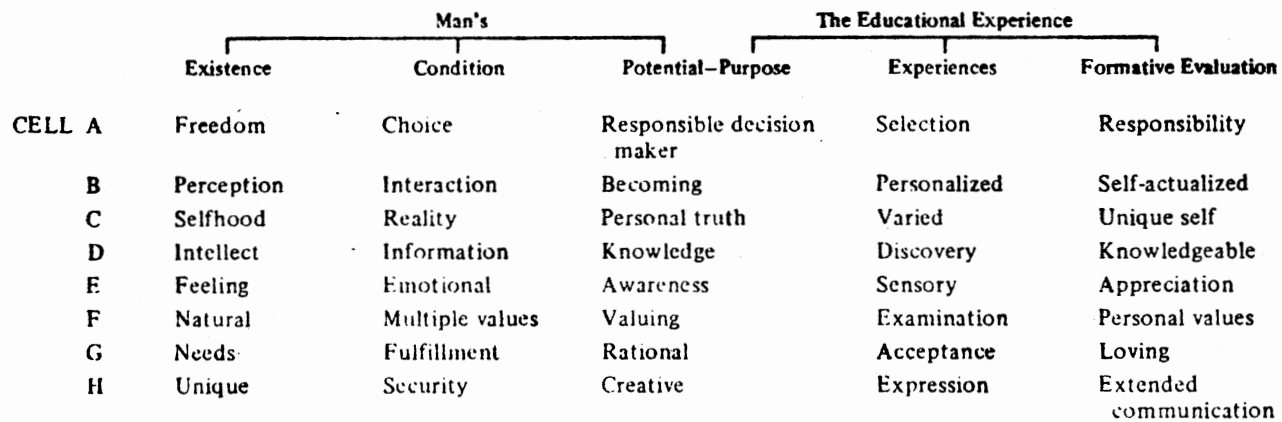 Man's The Educational Experience
Existence Condition Potential–Purpose Experiences Formative Evaluation
CELL A Freedom Choice Responsible decision maker Selection Responsibility
B Perception Interaction Becoming Personalized Self-actualized
C Selfhood Reality Personal truth Varied Unique self
D Intellect Information Knowledge Discovery Knowledgeable
E Feeling Emotional Awareness Sensory Appreciation
F Natural Multiple values Valuing Examination Personal values
G Needs Fulfillment Rational Acceptance Loving
H Unique Security Creative Expression Extended communication